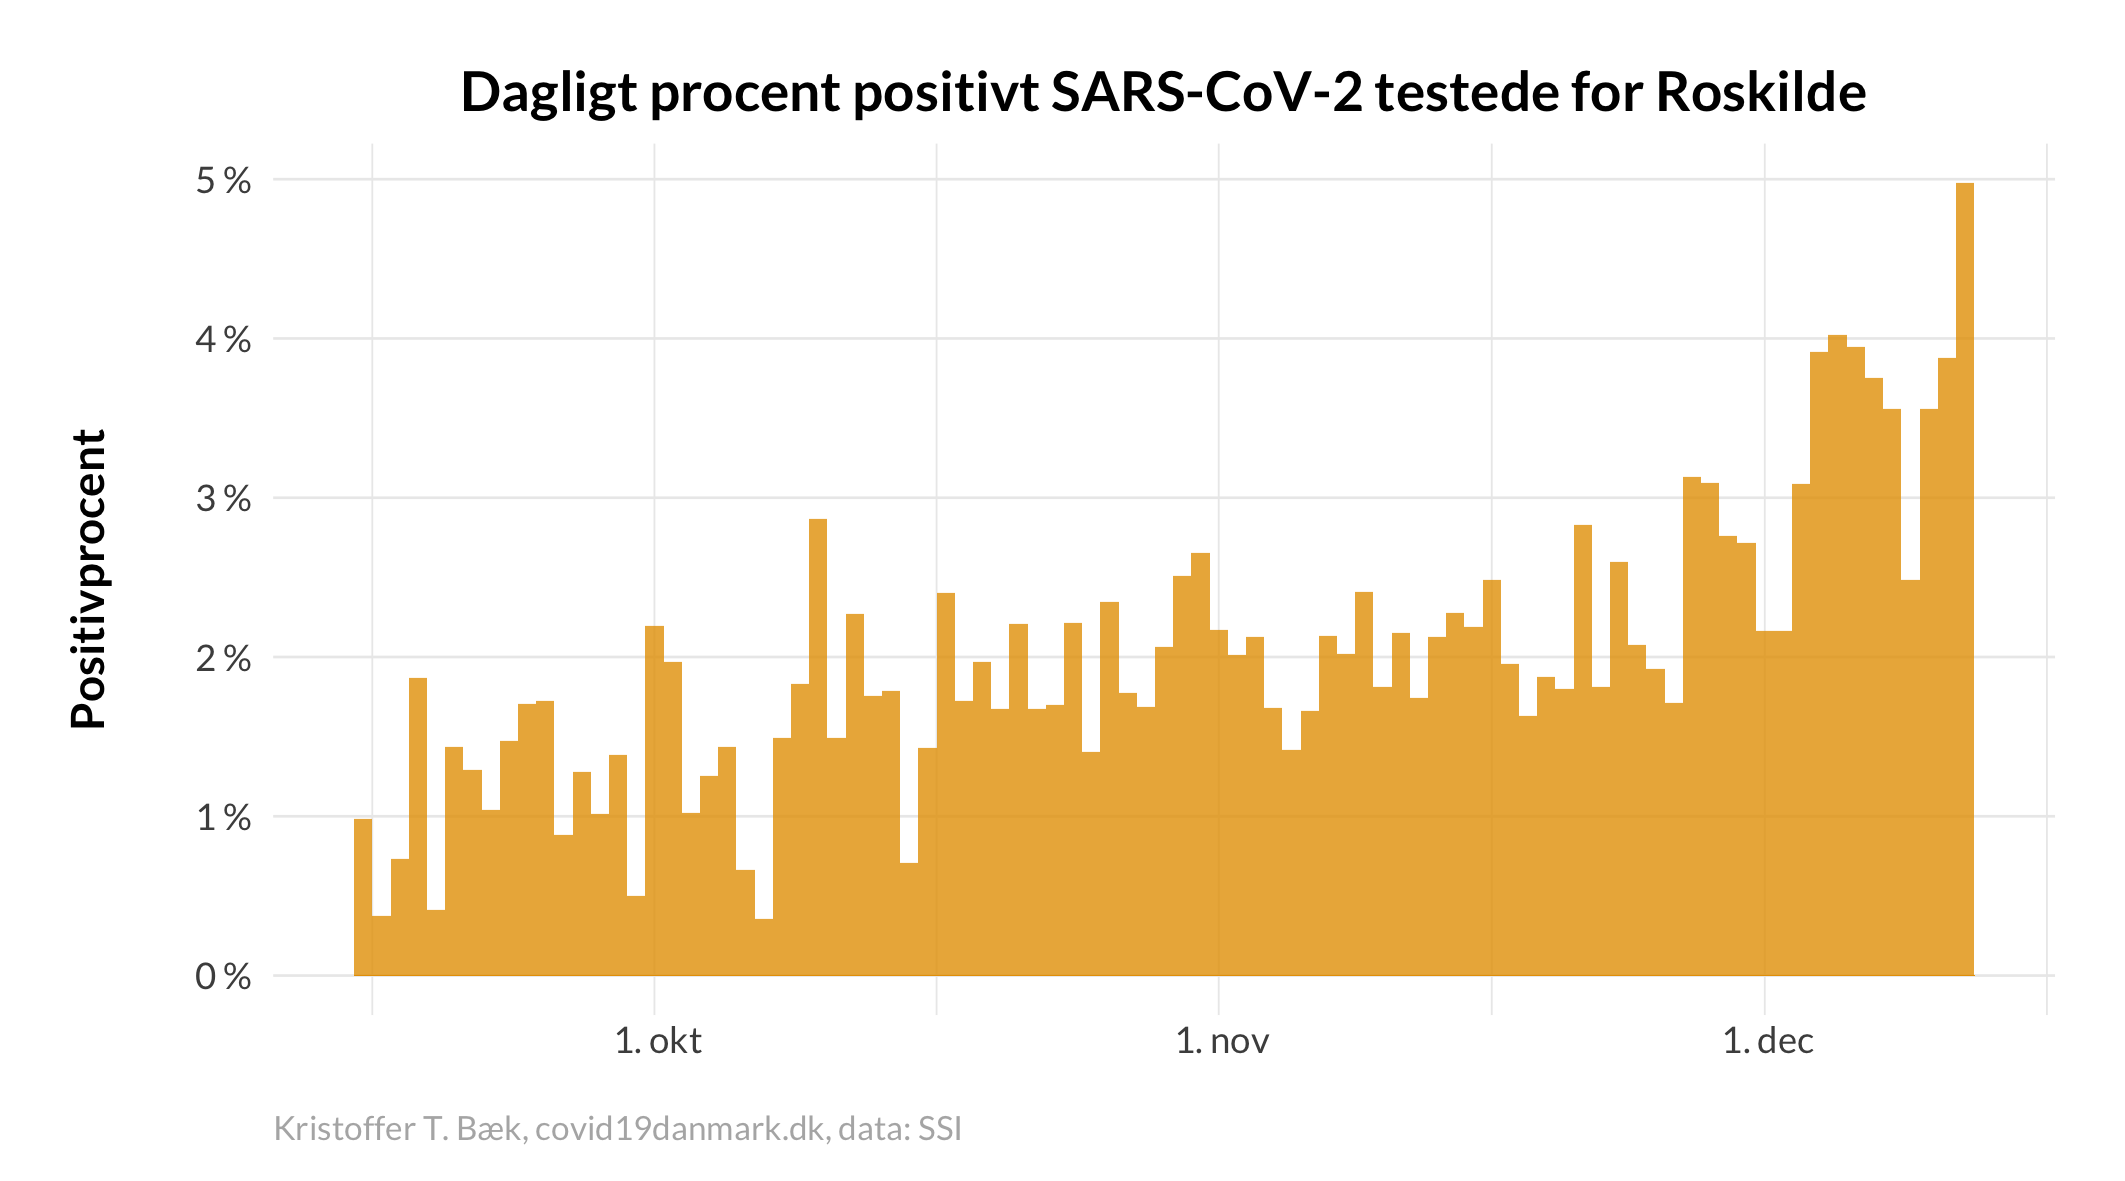 Dagligt procent positivt SARS-CoV-2 testede for Roskilde
Positivprocent
5 %
4 %
3 %
2 %
1 %
0 %
1. okt
1. nov
1. dec
Kristoffer T. Bæk, covid19danmark.dk, data: SSI